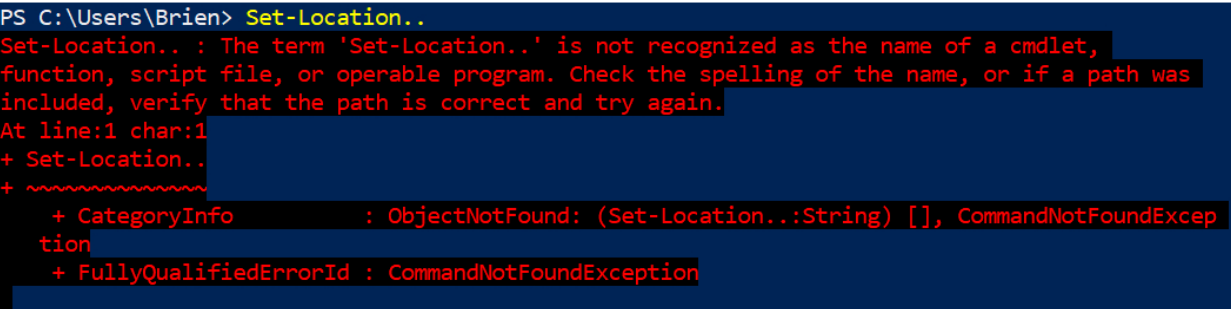 PS C:\Users\Brien> Set-Location..
Set-Location.. : The term 'Set-Location..' is not recognized as the name of a cmdlet,
function, script file, or operable program. Check the spelling of the name, or if a path was
included, verify that the path is correct and try again.
At line:1 char:1
+ Set-Location..
+ ~~~~~~~~~~~~~~
    + CategoryInfo          : ObjectNotFound: (Set-Location..:String) [], CommandNotFoundExcep
   tion
    + FullyQualifiedErrorId : CommandNotFoundException